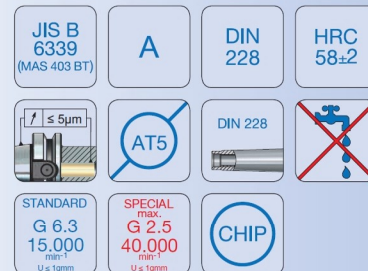 JIS B
6339
(MAS 403 BT)
A
DIN
228
HRC
58±2
↗ ≤ 5µm
AT5
DIN 228
STANDARD
G 6.3
15.000
min⁻¹
U ≤ 1gmm
SPECIAL
max.
G 2.5
40.000
min⁻¹
U ≤ 1gmm
CHIP